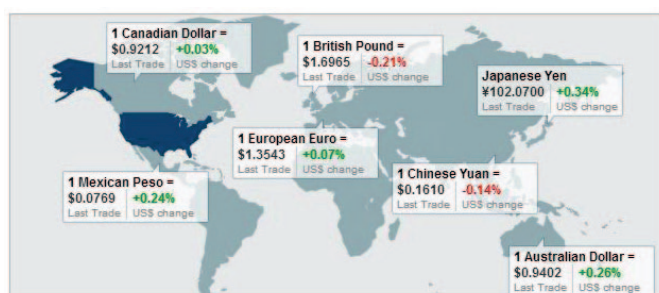 1 Canadian Dollar =
$0.9212 +0.03%
Last Trade US$ change
1 British Pound =
$1.6965 -0.21%
Last Trade US$ change
Japanese Yen
¥102.0700 +0.34%
Last Trade US$ change
1 European Euro =
$1.3543 +0.07%
Last Trade US$ change
1 Mexican Peso =
$0.0769 +0.24%
Last Trade US$ change
1 Chinese Yuan =
$0.1610 -0.14%
Last Trade US$ change
1 Australian Dollar =
$0.9402 +0.26%
Last Trade US$ change